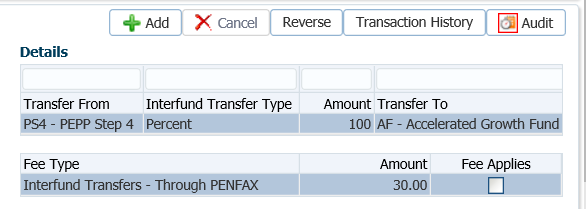 Add Cancel Reverse Transaction History Audit
Details
Transfer From Interfund Transfer Type Amount Transfer To
PS4 - PEPP Step 4 Percent 100 AF - Accelerated Growth Fund
Fee Type Amount Fee Applies
Interfund Transfers - Through PENFAX 30.00